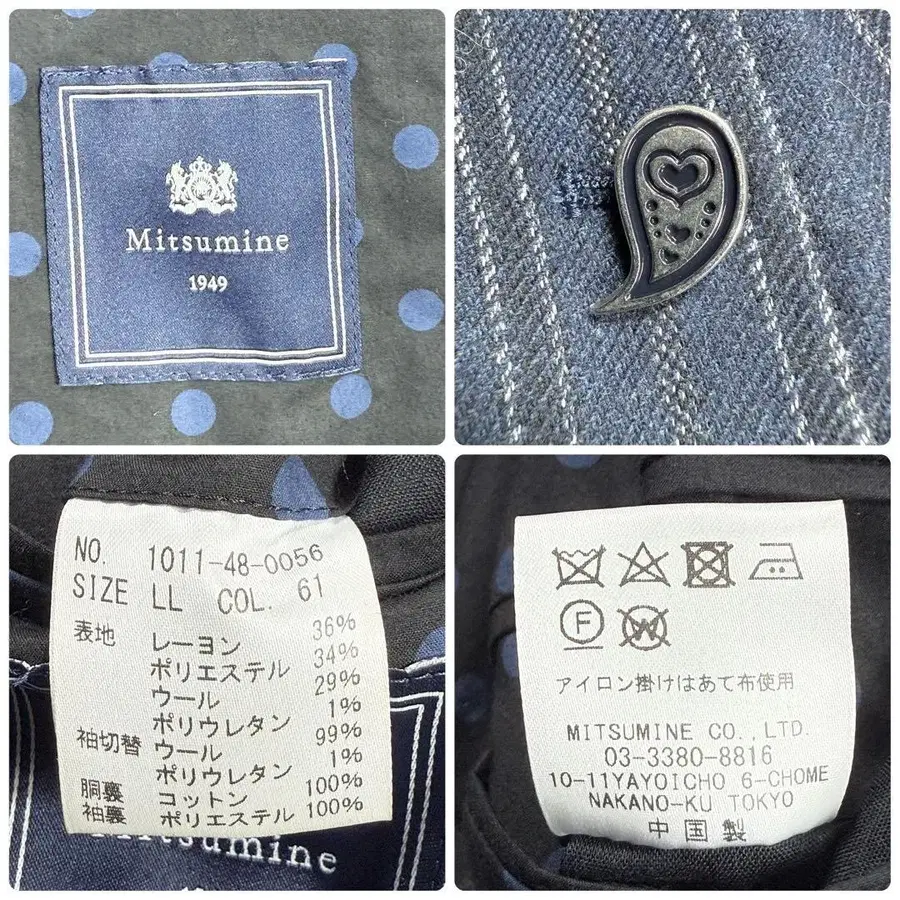 Mitsumine
1949
NO. 1011-48-0056
SIZE LL COL. 61
表地 レーヨン 36%
ポリエステル 34%
ウール 29%
ポリウレタン 1%
袖切替 ウール 99%
ポリウレタン 1%
胴裏 コットン 100%
袖裏 ポリエステル 100%
Mitsumine
F
W
アイロン掛けはあて布使用
MITSUMINE CO.,LTD.
03-3380-8816
10-11YAYOICHO 6-CHOME
NAKANO-KU TOKYO
中国製